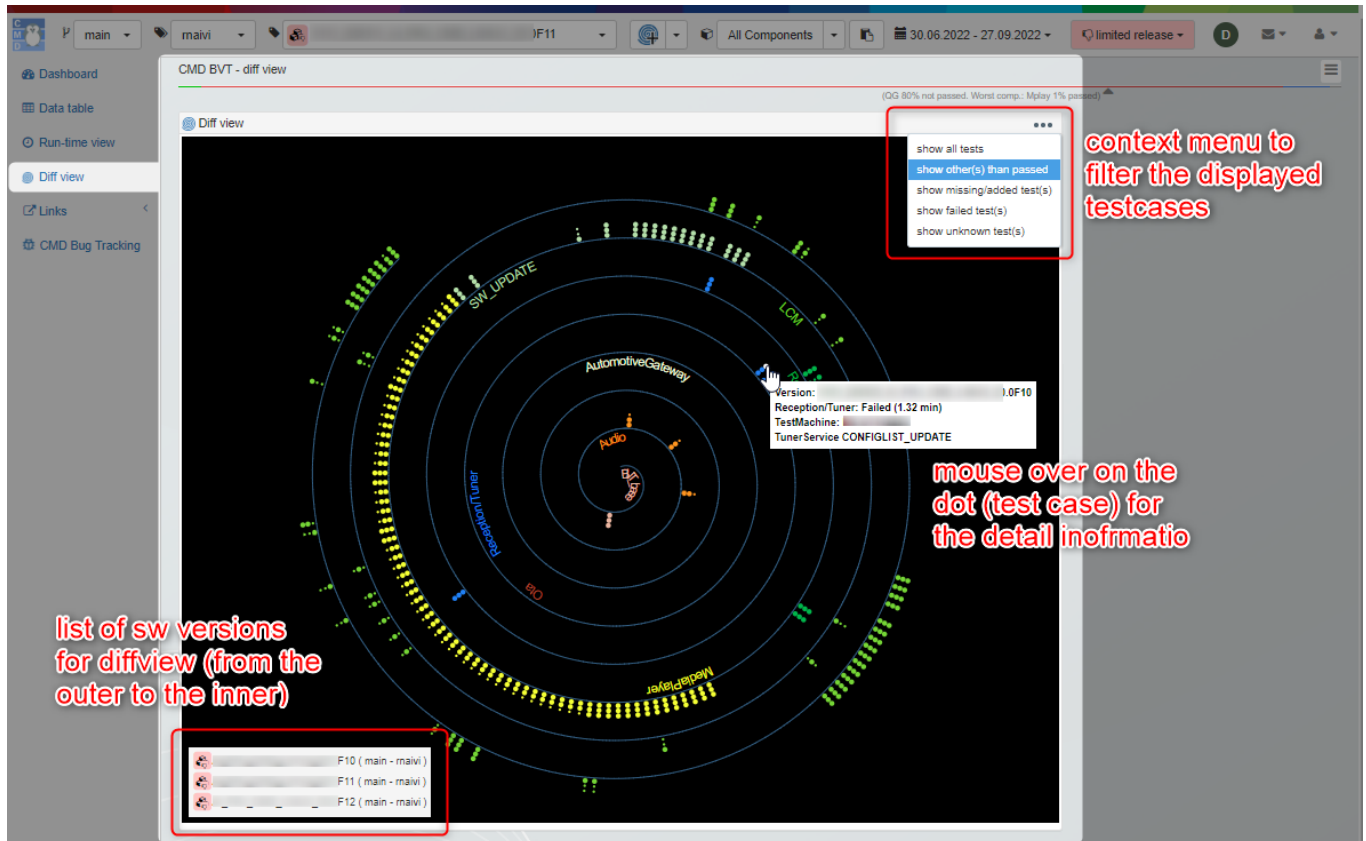 C
M
D
main
maivi
F11
All Components
30.06.2022 - 27.09.2022
limited release
D
Dashboard
Data table
Run-time view
Diff view
Links
CMD Bug Tracking
CMD BVT - diff view
(QG 80% not passed. Worst comp.: Mplay 1% passed)
Diff view
show all tests
show other(s) than passed
show missing/added test(s)
show failed test(s)
show unknown test(s)
context menu to
filter the displayed
testcases
SW_UPDATE
LCM
AutomotiveGateway
Audio
Reception/Tuner
Ota
MediaPlayer
Version: .0F10
Reception/Tuner: Failed (1.32 min)
TestMachine:
TunerService CONFIGLIST_UPDATE
mouse over on the
dot (test case) for
the detail inofrmatio
list of sw versions
for diffview (from the
outer to the inner)
F10 ( main - rnaivi )
F11 ( main - rnaivi )
F12 ( main - rnaivi )